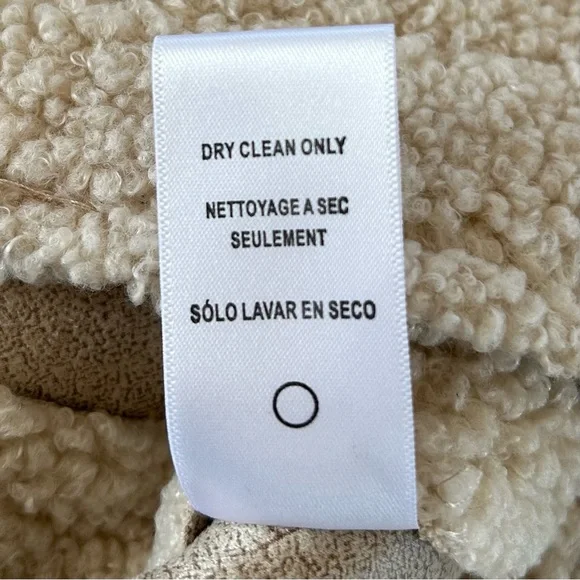 DRY CLEAN ONLY
NETTOYAGE A SEC
SEULEMENT
SÓLO LAVAR EN SECO